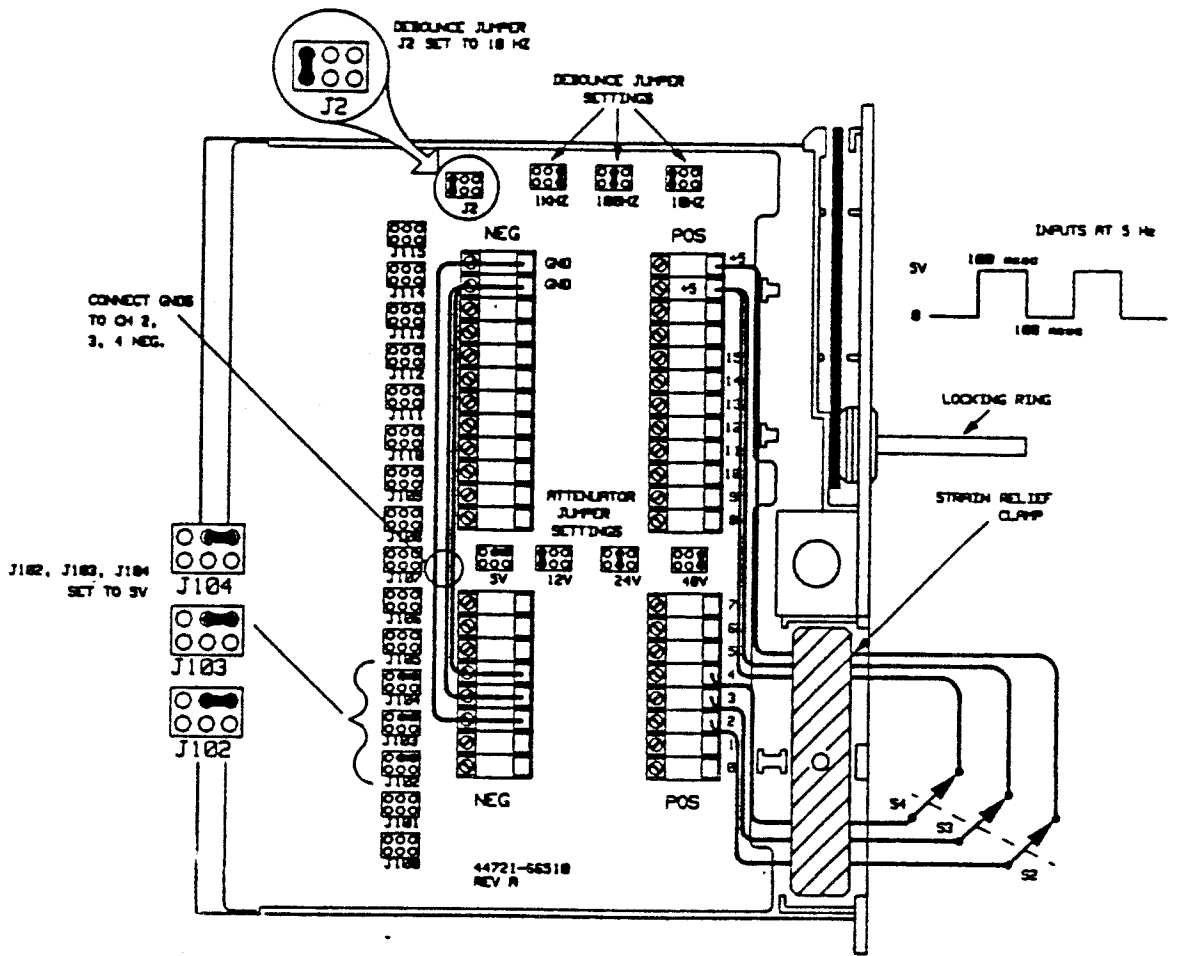 DEBOUNCE JUMPER
J2 SET TO 10 HZ
J2
DEBOUNCE JUMPER
SETTINGS
J2
1KHZ
100HZ
10HZ
NEG
POS
INPUTS AT 5 Hz
5V
100 msec
0
100 msec
GND
GND
+5
+5
CONNECT GNDS
TO CH 2,
3, 4 NEG.
J115
J114
J113
J112
J111
J110
J109
J108
J107
J106
J105
J104
J103
J102
J101
J100
15
14
13
12
11
10
9
8
LOCKING RING
STRAIN RELIEF
CLAMP
ATTENUATOR
JUMPER
SETTINGS
5V
12V
24V
48V
J102, J103, J104
SET TO 5V
J104
J103
J102
7
6
5
4
3
2
1
0
NEG
POS
S4
S3
S2
44721-66510
REV A